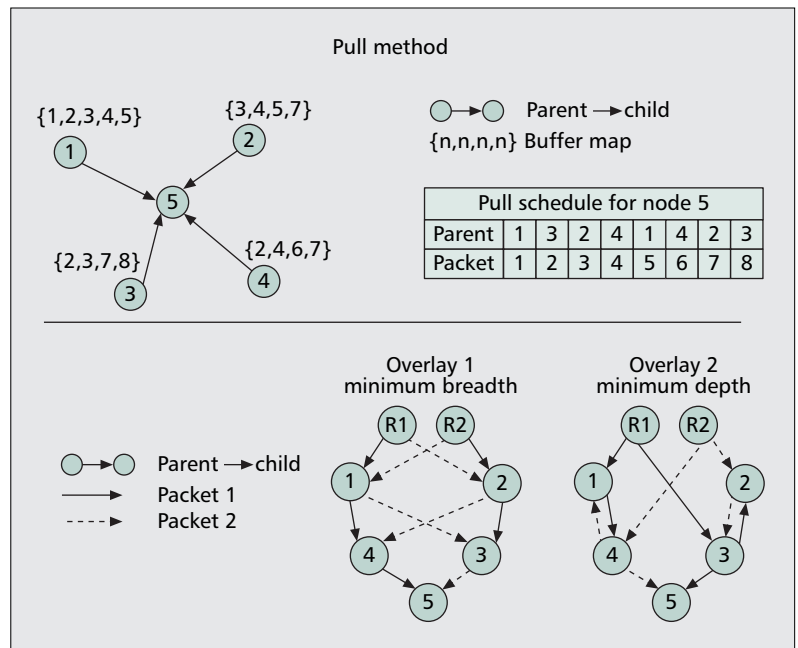 Pull method
{1,2,3,4,5}
{3,4,5,7}
1
2
5
{2,3,7,8}
{2,4,6,7}
3
4
Parent child
{n,n,n,n} Buffer map
Pull schedule for node 5
Parent 1 3 2 4 1 4 2 3
Packet 1 2 3 4 5 6 7 8
Parent child
Packet 1
Packet 2
Overlay 1
minimum breadth
R1 R2
1 2
4 3
5
Overlay 2
minimum depth
R1 R2
1 2
4 3
5